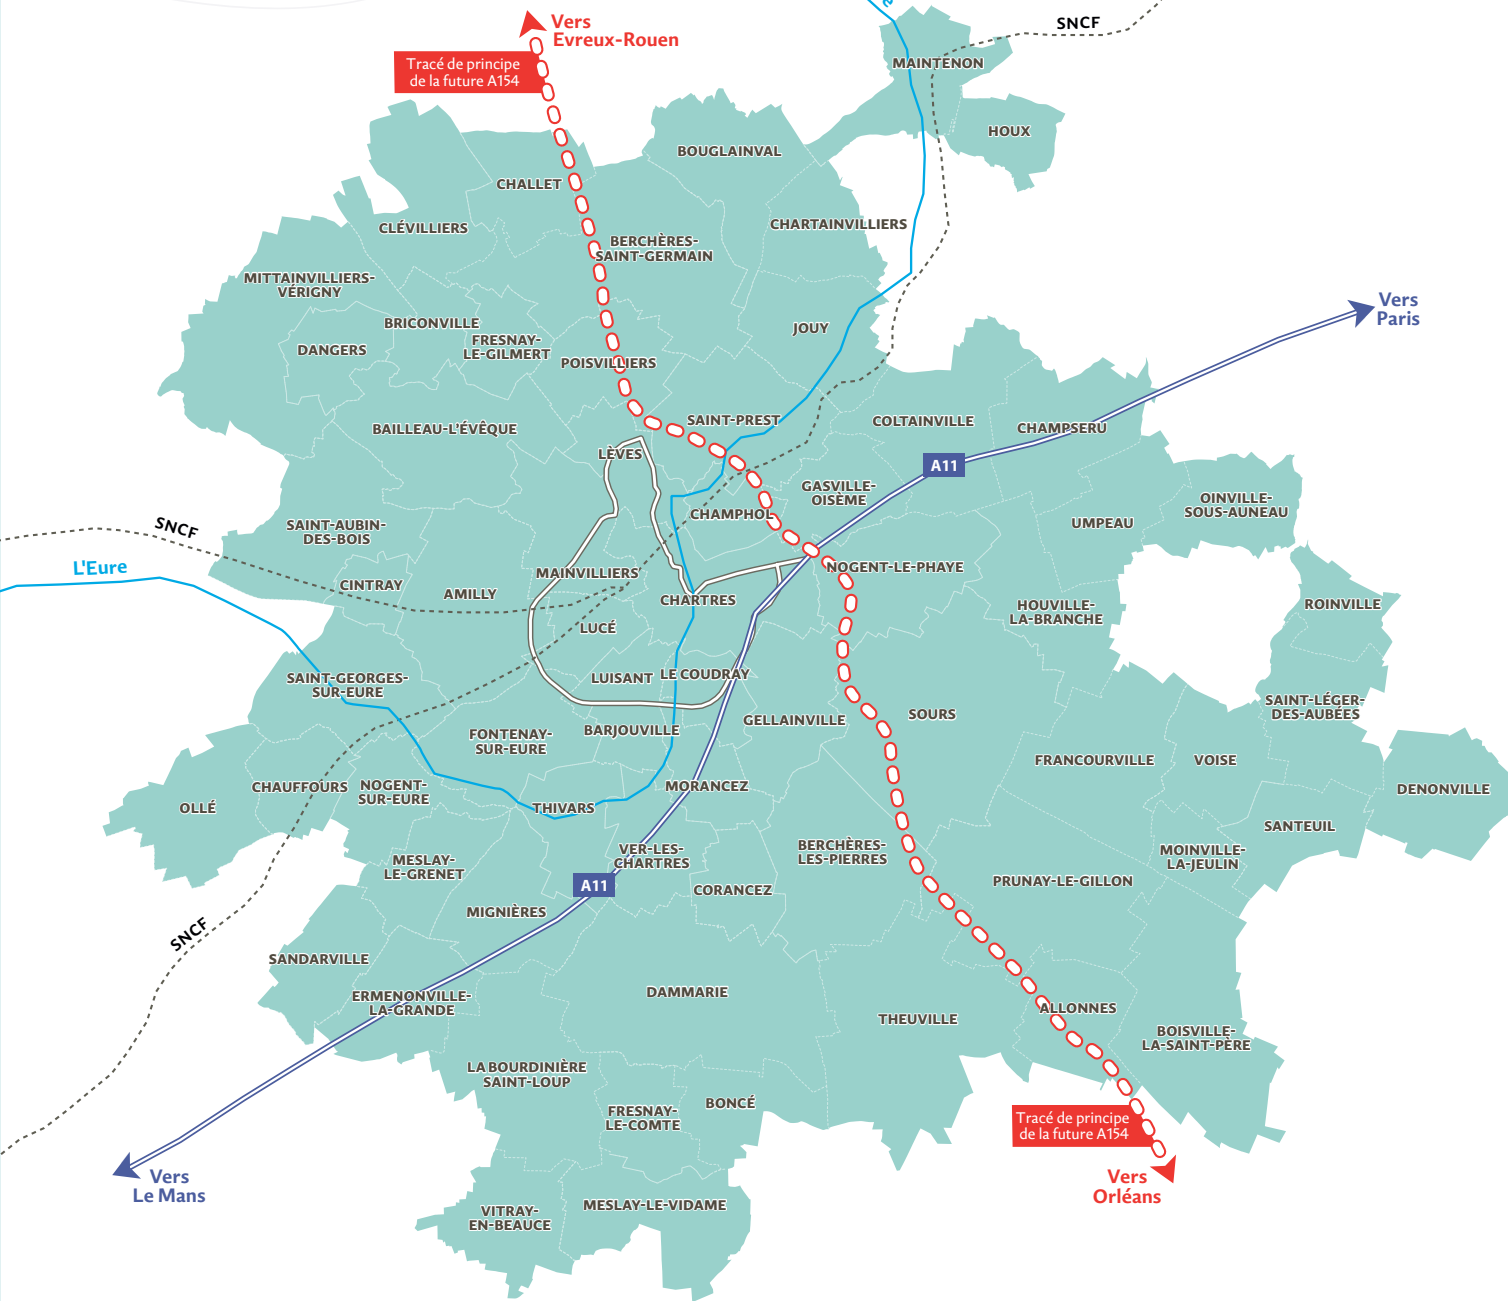 e
SNCF
Vers
Evreux-Rouen
Tracé de principe
de la future A154
MAINTENON
HOUX
BOUGLAINVAL
CHALLET
CLÉVILLIERS
CHARTAINVILLIERS
BERCHÈRES-
SAINT-GERMAIN
MITTAINVILLIERS-
VÉRIGNY
Vers
Paris
BRICONVILLE
DANGERS
FRESNAY-
LE-GILMERT
JOUY
POISVILLIERS
BAILLEAU-L'ÉVÊQUE
SAINT-PREST
COLTAINVILLE
CHAMPSERU
LÈVES
A11
GASVILLE-
OISÈME
OINVILLE-
SOUS-AUNEAU
CHAMPHOL
UMPEAU
SNCF
SAINT-AUBIN-
DES-BOIS
L'Eure
CINTRAY
AMILLY
MAINVILLIERS
NOGENT-LE-PHAYE
CHARTRES
HOUVILLE-
LA-BRANCHE
ROINVILLE
LUCÉ
SAINT-GEORGES-
SUR-EURE
LUISANT
LE COUDRAY
SAINT-LÉGER-
DES-AUBÉES
GELLAINVILLE
SOURS
FONTENAY-
SUR-EURE
BARJOUVILLE
FRANCOURVILLE
VOISE
CHAUFFOURS
NOGENT-
SUR-EURE
MORANCEZ
DENONVILLE
OLLÉ
THIVARS
SANTEUIL
MESLAY-
LE-GRENET
VER-LES-
CHARTRES
BERCHÈRES-
LES-PIERRES
MOINVILLE-
LA-JEULIN
A11
CORANCEZ
PRUNAY-LE-GILLON
MIGNIÈRES
SNCF
SANDARVILLE
ERMENONVILLE-
LA-GRANDE
DAMMARIE
THEUVILLE
ALLONNES
BOISVILLE-
LA-SAINT-PÈRE
LA BOURDINIÈRE
SAINT-LOUP
FRESNAY-
LE-COMTE
BONCÉ
Tracé de principe
de la future A154
Vers
Le Mans
Vers
Orléans
VITRAY-
EN-BEAUCE
MESLAY-LE-VIDAME